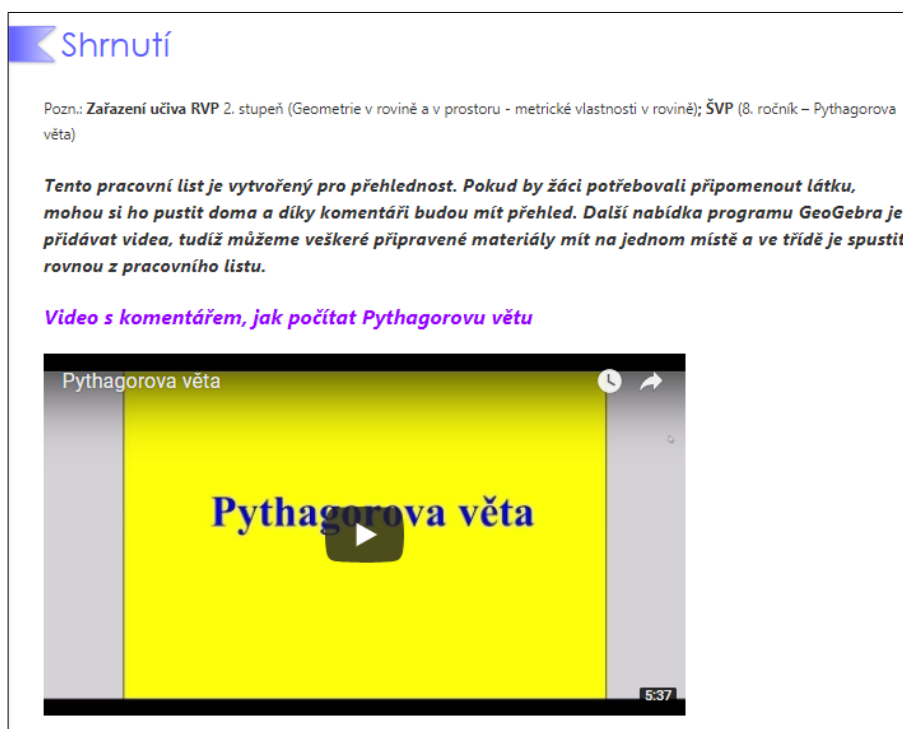 Shrnutí
Pozn.: Zařazení učiva RVP 2. stupeň (Geometrie v rovině a v prostoru - metrické vlastnosti v rovině); ŠVP (8. ročník – Pythagorova
věta)
Tento pracovní list je vytvořený pro přehlednost. Pokud by žáci potřebovali připomenout látku,
mohou si ho pustit doma a díky komentáři budou mít přehled. Další nabídka programu GeoGebra je
přidávat videa, tudíž můžeme veškeré připravené materiály mít na jednom místě a ve třídě je spustit
rovnou z pracovního listu.
Video s komentářem, jak počítat Pythagorovu větu
Pythagorova věta
Pythagorova věta
5:37